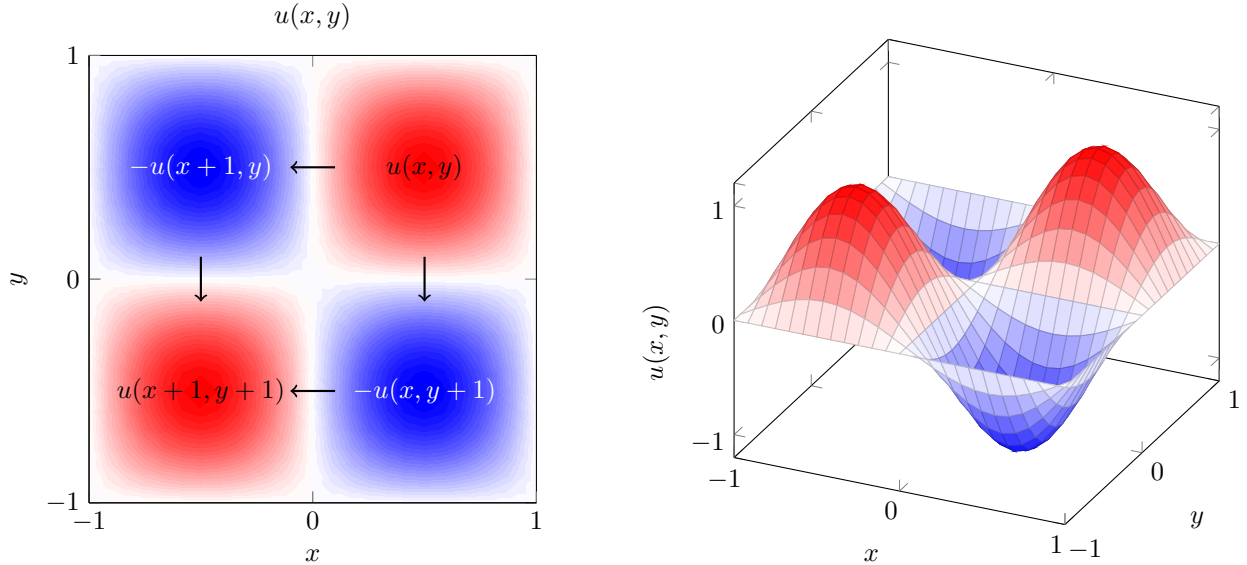 u(x, y)
1
−u(x + 1, y)
u(x, y)
y
0
u(x + 1, y + 1)
−u(x, y + 1)
−1
−1
0
1
x
u(x, y)
1
0
−1
−1
0
1
x
−1
0
1
y